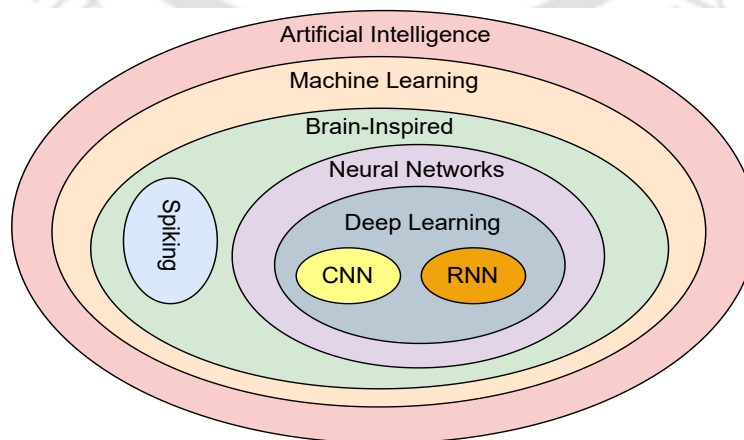 Artificial Intelligence
Machine Learning
Brain-Inspired
Neural Networks
Spiking
Deep Learning
CNN
RNN